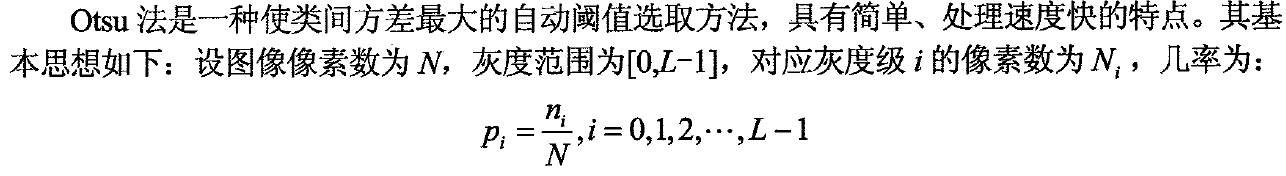 Otsu 法是一种使类间方差最大的自动阈值选取方法，具有简单、处理速度快的特点。其基
本思想如下：设图像像素数为 N，灰度范围为[0,L-1]，对应灰度级 i 的像素数为 N_i，几率为：
p_i = n_i/N, i = 0,1,2,⋯, L − 1